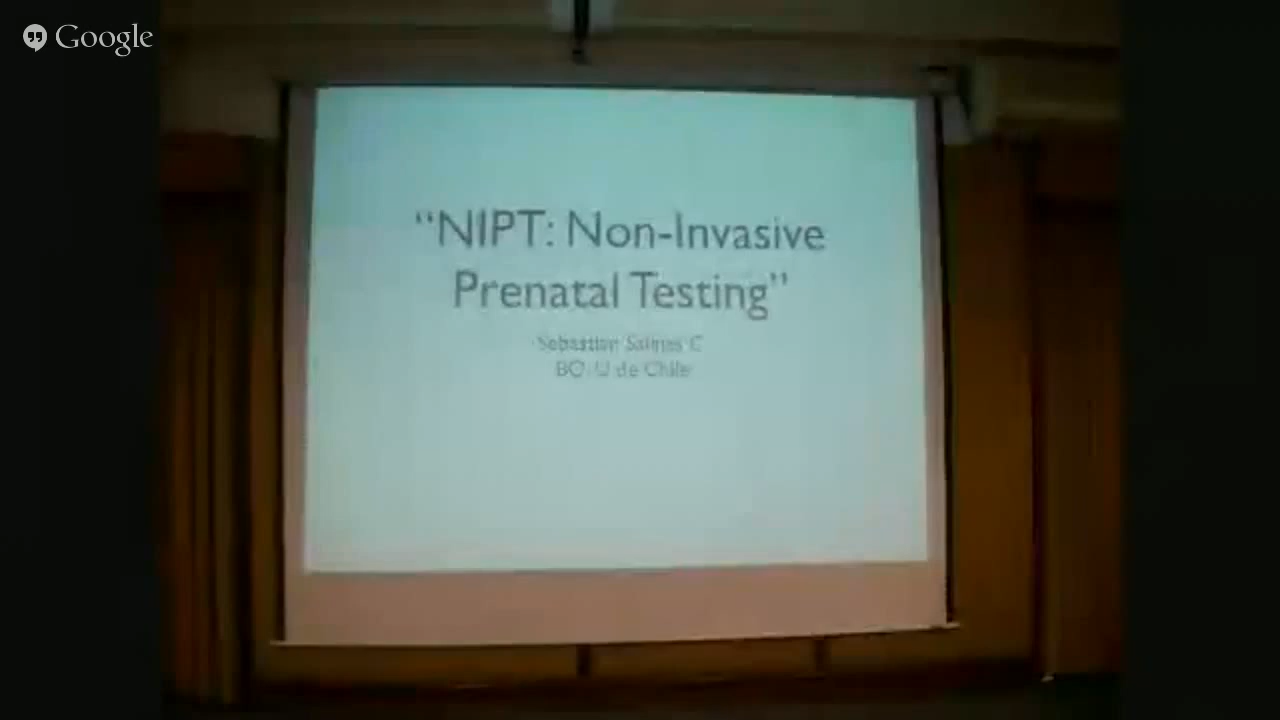 Google
“NIPT: Non-Invasive
Prenatal Testing”
Sebastian Salinas C
BQ. U de Chile